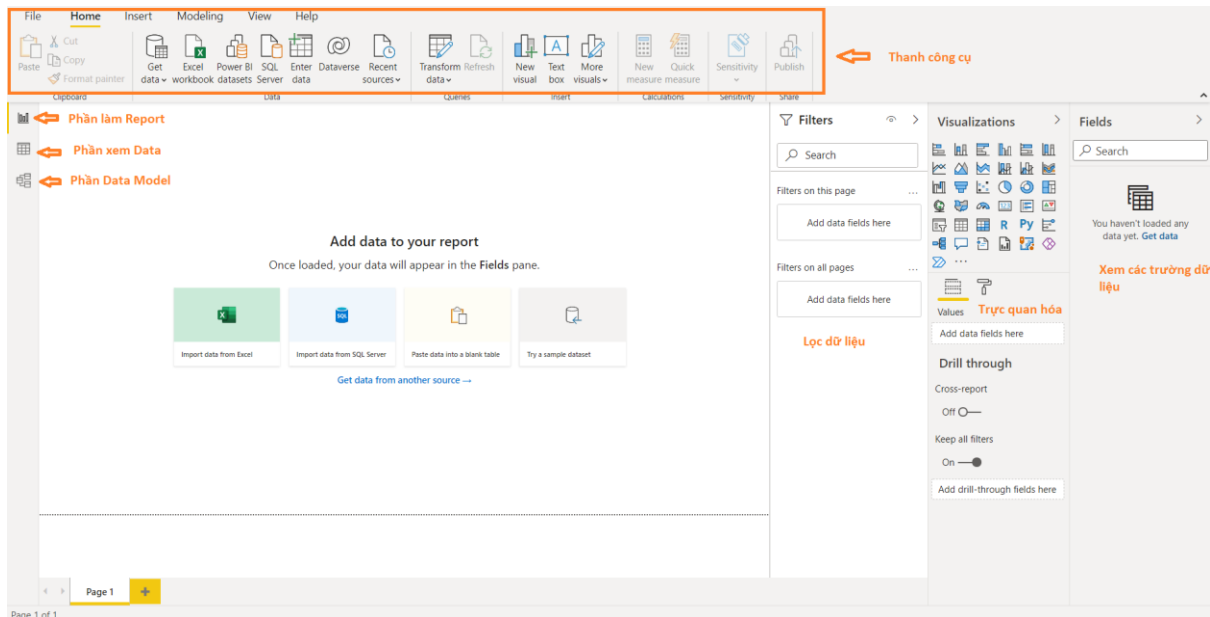 File Home Insert Modeling View Help
Cut
Copy
Format painter
Paste
Get data
Excel workbook
Power BI datasets
SQL Server
Enter data
Dataverse
Recent sources
Transform data
Refresh
New visual
Text box
More visuals
New measure
Quick measure
Sensitivity
Publish
Clipboard Data Queries Insert Calculations Sensitivity Share
Thanh công cụ
Phần làm Report
Phần xem Data
Phần Data Model
Add data to your report
Once loaded, your data will appear in the Fields pane.
X
SQL
Import data from Excel
Import data from SQL Server
Paste data into a blank table
Try a sample dataset
Get data from another source →
Filters
Search
Filters on this page ...
Add data fields here
Filters on all pages ...
Add data fields here
Lọc dữ liệu
Visualizations
123
R Py
...
Values
Trực quan hóa
Add data fields here
Drill through
Cross-report
Off
Keep all filters
On
Add drill-through fields here
Fields
Search
You haven't loaded any
data yet. Get data
Xem các trường dữ
liệu
Page 1 +
Page 1 of 1